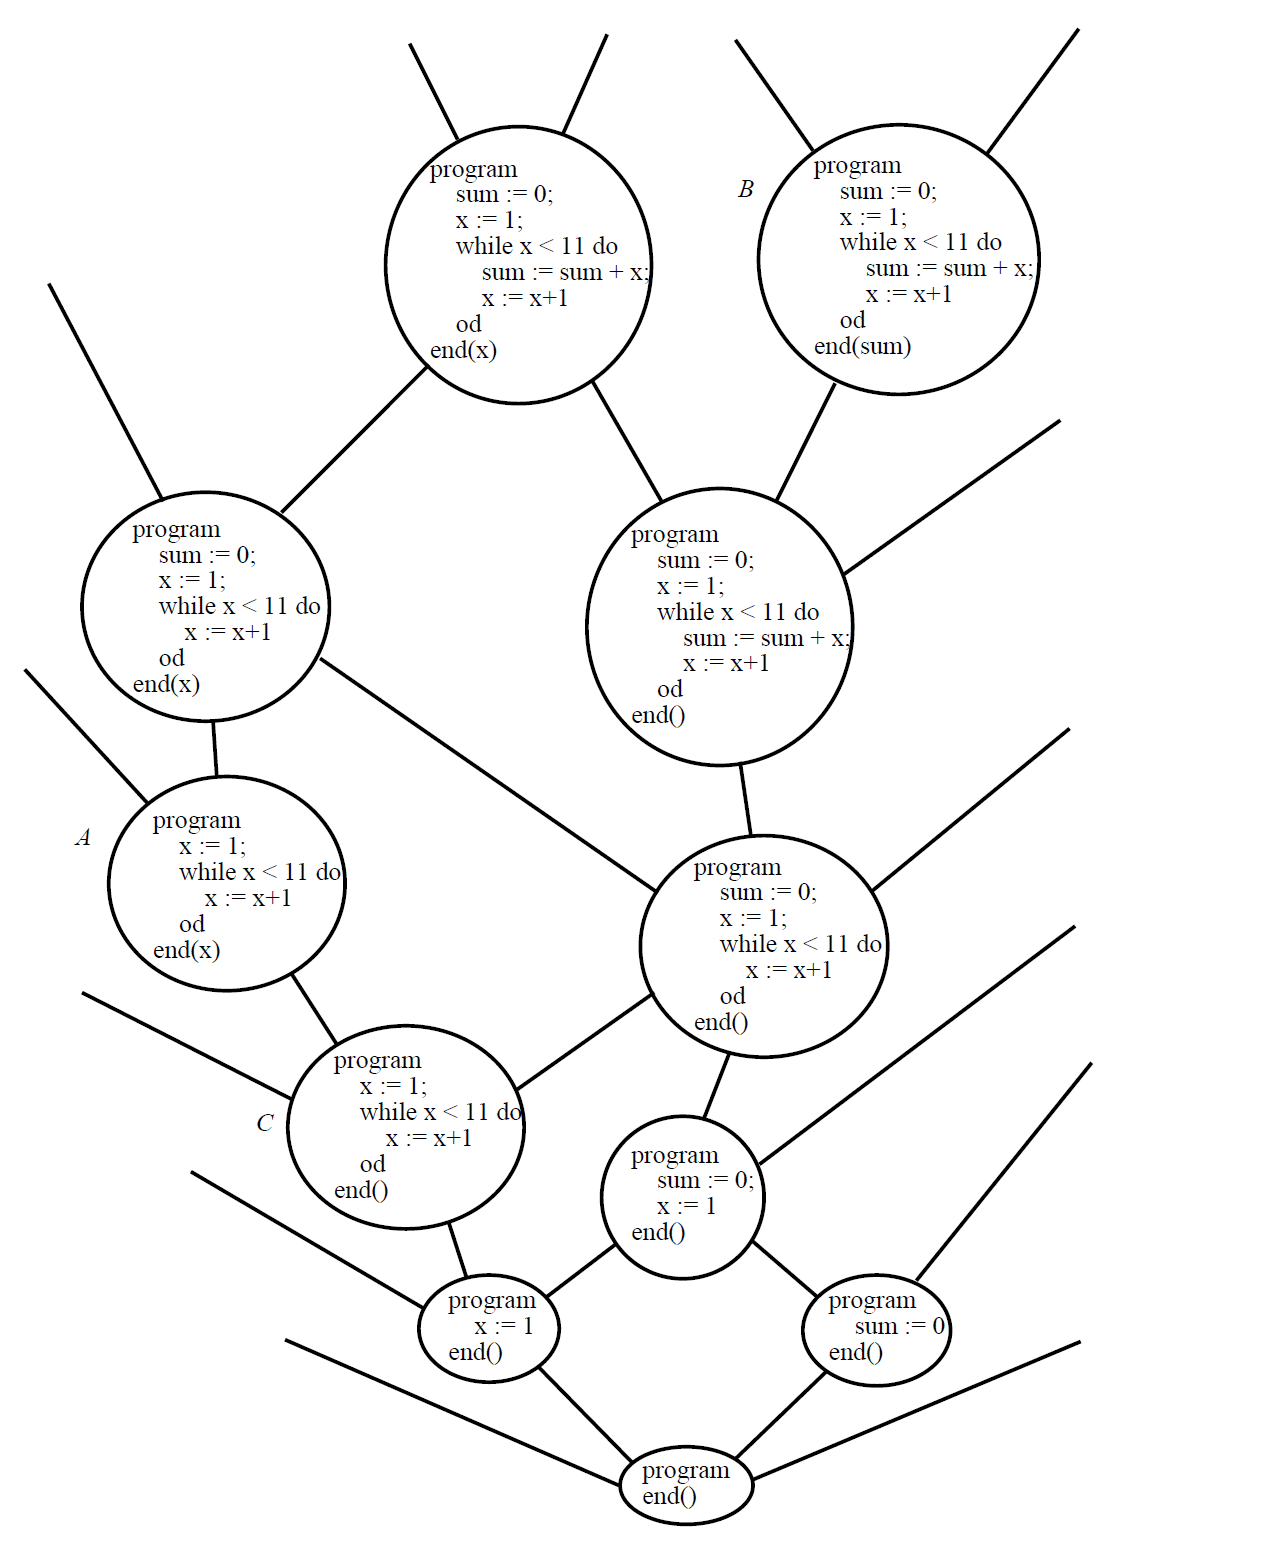 program
sum := 0;
x := 1;
while x < 11 do
sum := sum + x;
x := x+1
od
end(x)
B
program
sum := 0;
x := 1;
while x < 11 do
sum := sum + x;
x := x+1
od
end(sum)
program
sum := 0;
x := 1;
while x < 11 do
x := x+1
od
end(x)
program
sum := 0;
x := 1;
while x < 11 do
sum := sum + x;
x := x+1
od
end()
A
program
x := 1;
while x < 11 do
x := x+1
od
end(x)
program
sum := 0;
x := 1;
while x < 11 do
x := x+1
od
end()
C
program
x := 1;
while x < 11 do
x := x+1
od
end()
program
sum := 0;
x := 1
end()
program
x := 1
end()
program
sum := 0
end()
program
end()